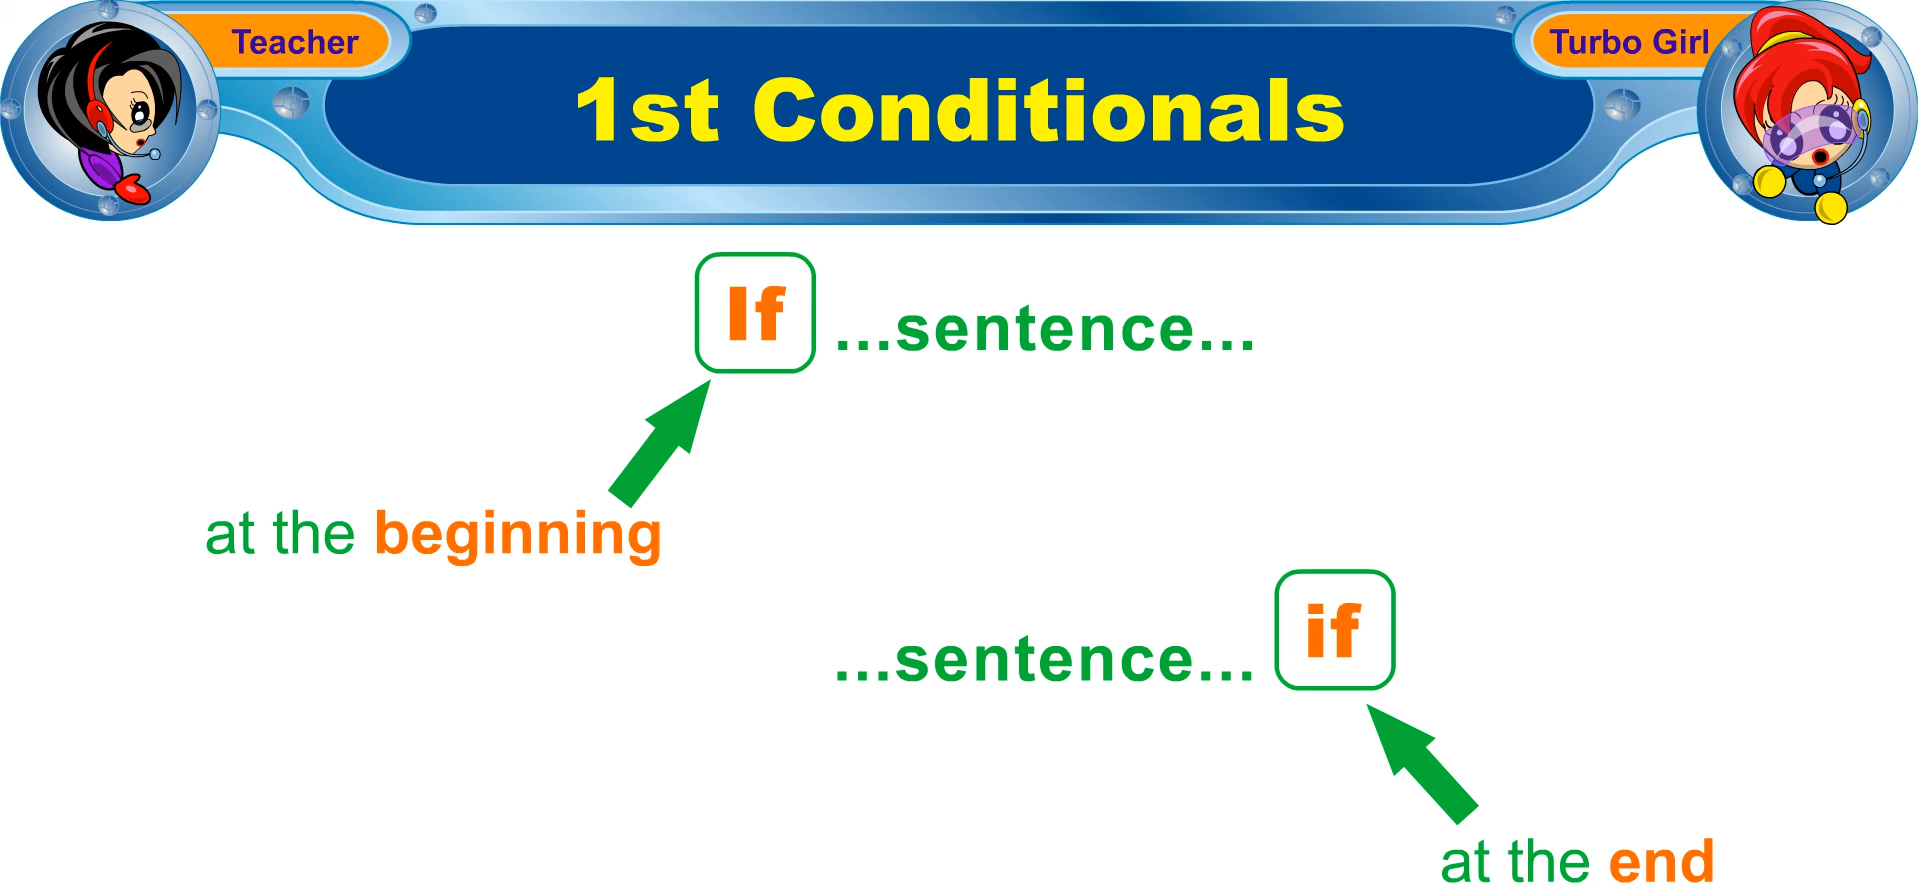 Teacher
1st Conditionals
Turbo Girl
If ...sentence...
at the beginning
...sentence... if
at the end